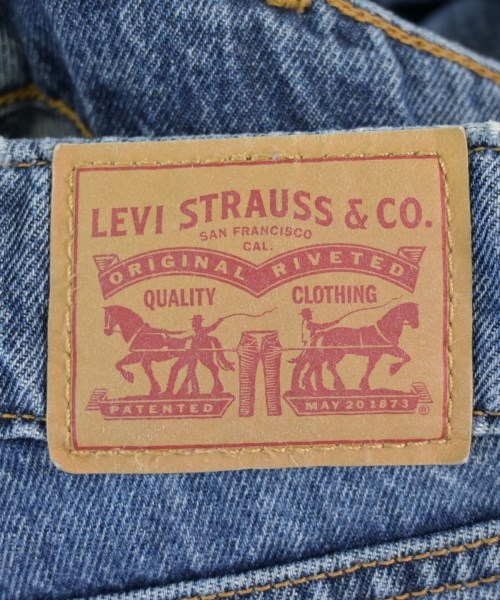 LEVI STRAUSS & CO.
SAN FRANCISCO
CAL.
ORIGINAL RIVETED
QUALITY CLOTHING
PATENTED MAY 20 1873 ®